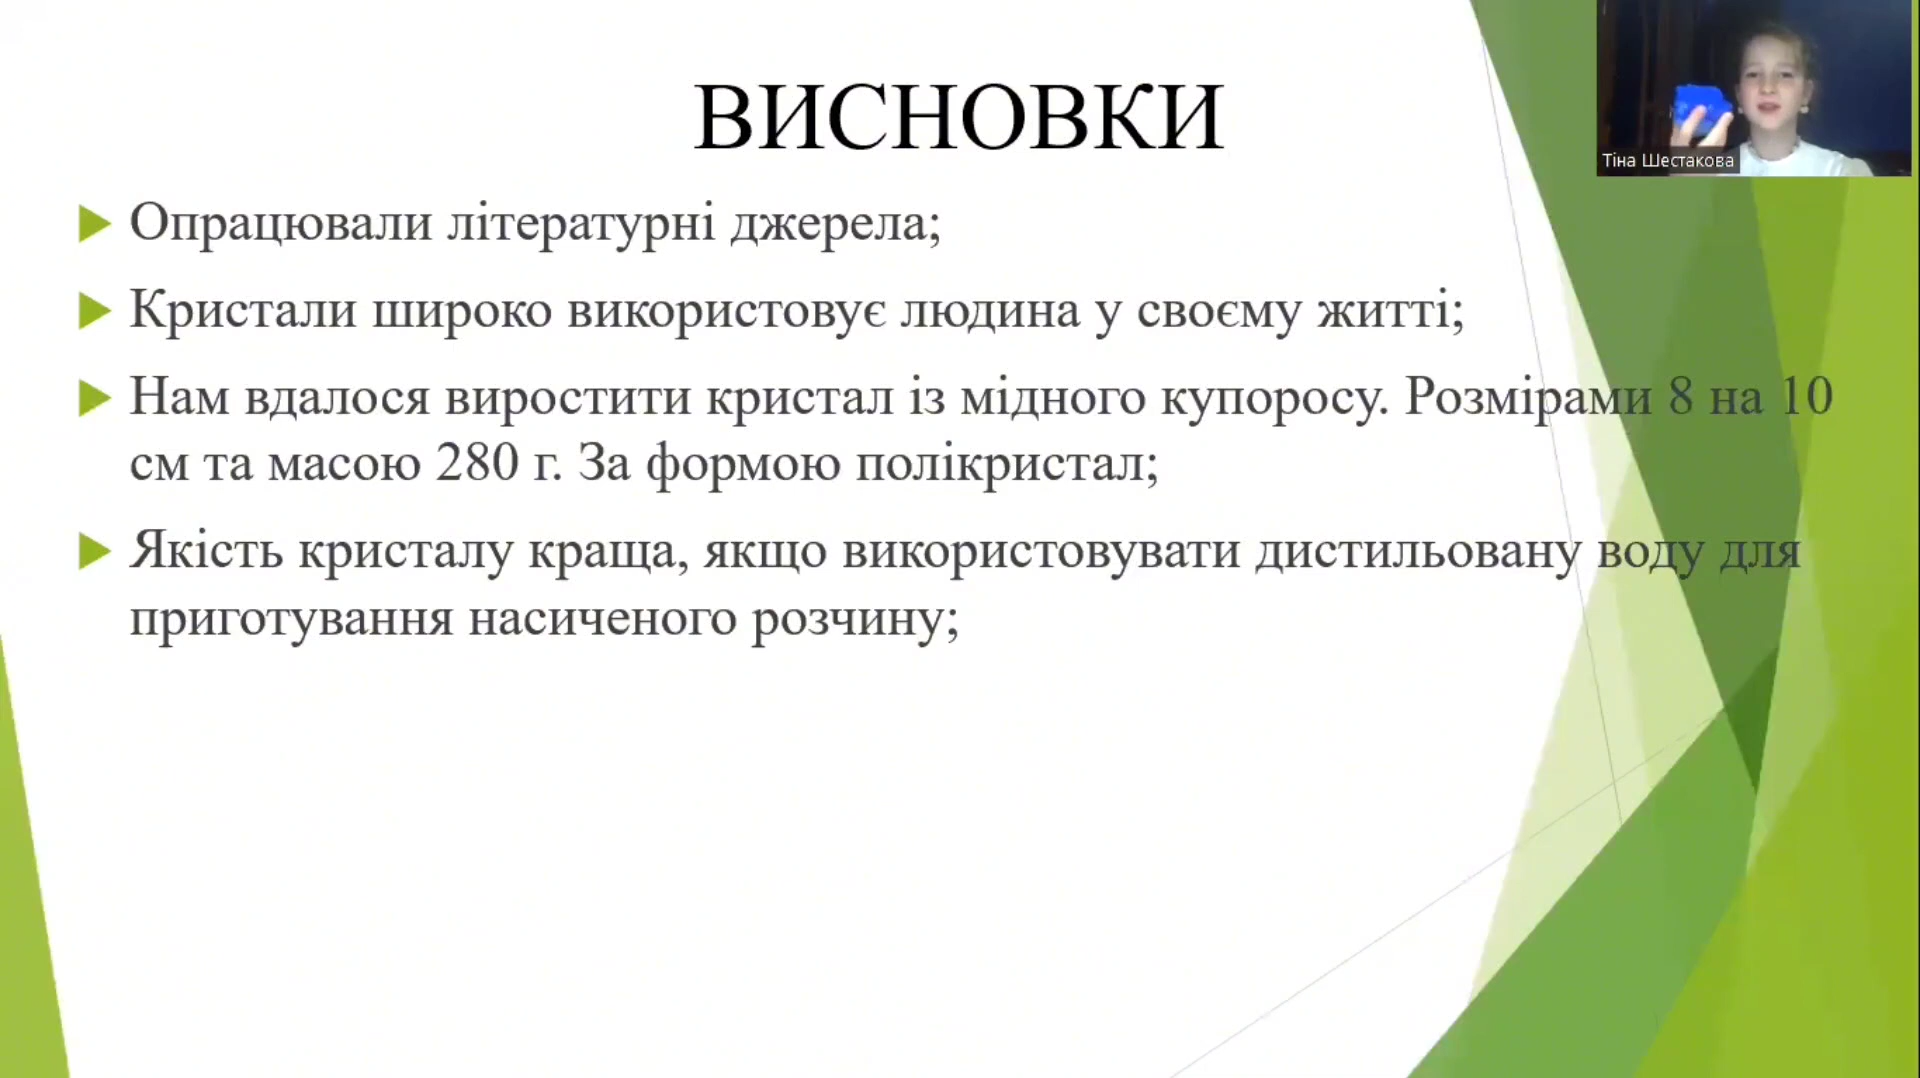 ВИСНОВКИ
Тіна Шестакова
Опрацювали літературні джерела;
Кристали широко використовує людина у своєму житті;
Нам вдалося виростити кристал із мідного купоросу. Розмірами 8 на 10
см та масою 280 г. За формою полікристал;
Якість кристалу краща, якщо використовувати дистильовану воду для
приготування насиченого розчину;